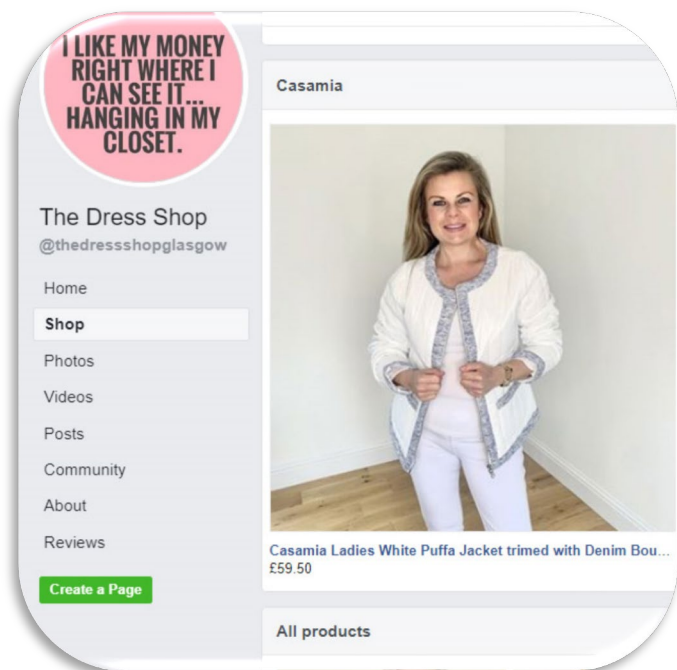 I LIKE MY MONEY
RIGHT WHERE I
CAN SEE IT...
HANGING IN MY
CLOSET.
The Dress Shop
@thedressshopglasgow
Home
Shop
Photos
Videos
Posts
Community
About
Reviews
Create a Page
Casamia
Casamia Ladies White Puffa Jacket trimed with Denim Bou...
£59.50
All products